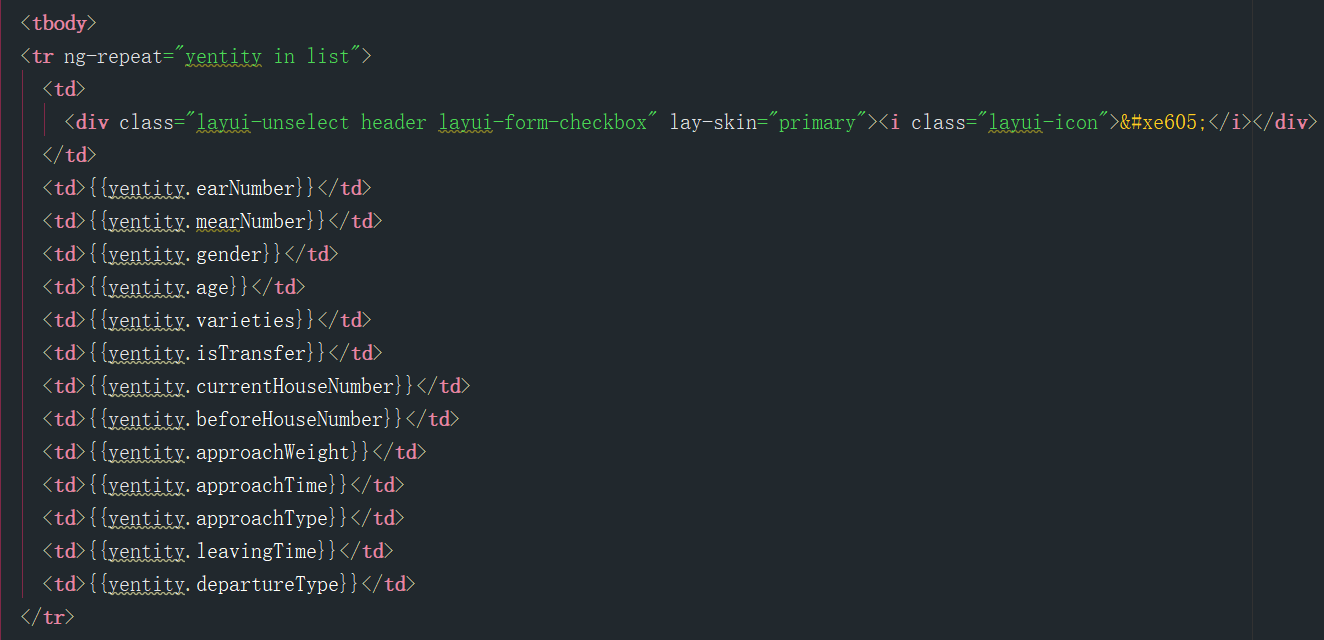 <tbody>
<tr ng-repeat="yentity in list">
<td>
<div class="layui-unselect header layui-form-checkbox" lay-skin="primary"><i class="layui-icon">&#xe605;</i></div>
</td>
<td>{{yentity.earNumber}}</td>
<td>{{yentity.mearNumber}}</td>
<td>{{yentity.gender}}</td>
<td>{{yentity.age}}</td>
<td>{{yentity.varieties}}</td>
<td>{{yentity.isTransfer}}</td>
<td>{{yentity.currentHouseNumber}}</td>
<td>{{yentity.beforeHouseNumber}}</td>
<td>{{yentity.approachWeight}}</td>
<td>{{yentity.approachTime}}</td>
<td>{{yentity.approachType}}</td>
<td>{{yentity.leavingTime}}</td>
<td>{{yentity.departureType}}</td>
</tr>